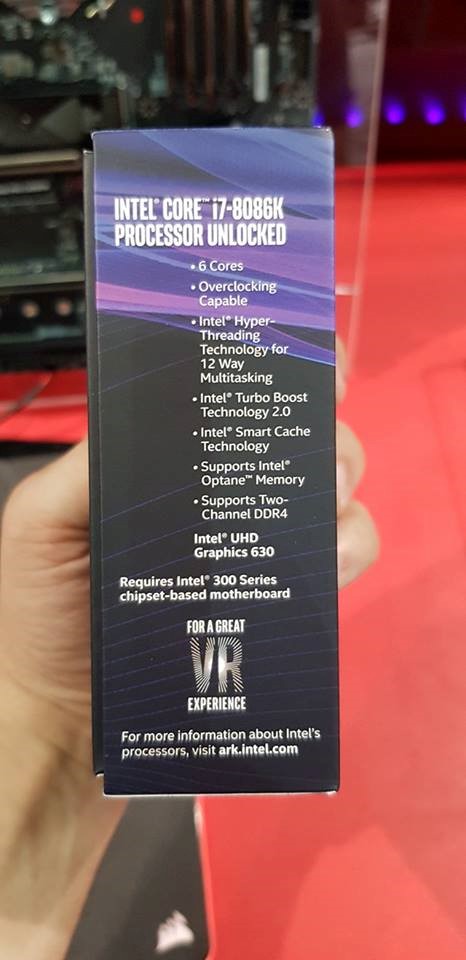 INTEL® CORE™ i7-8086K
PROCESSOR UNLOCKED
• 6 Cores
• Overclocking
Capable
• Intel® Hyper-
Threading
Technology for
12 Way
Multitasking
• Intel® Turbo Boost
Technology 2.0
• Intel® Smart Cache
Technology
• Supports Intel®
Optane™ Memory
• Supports Two-
Channel DDR4
Intel® UHD
Graphics 630
Requires Intel® 300 Series
chipset-based motherboard
FOR A GREAT
VR
EXPERIENCE
For more information about Intel's
processors, visit ark.intel.com